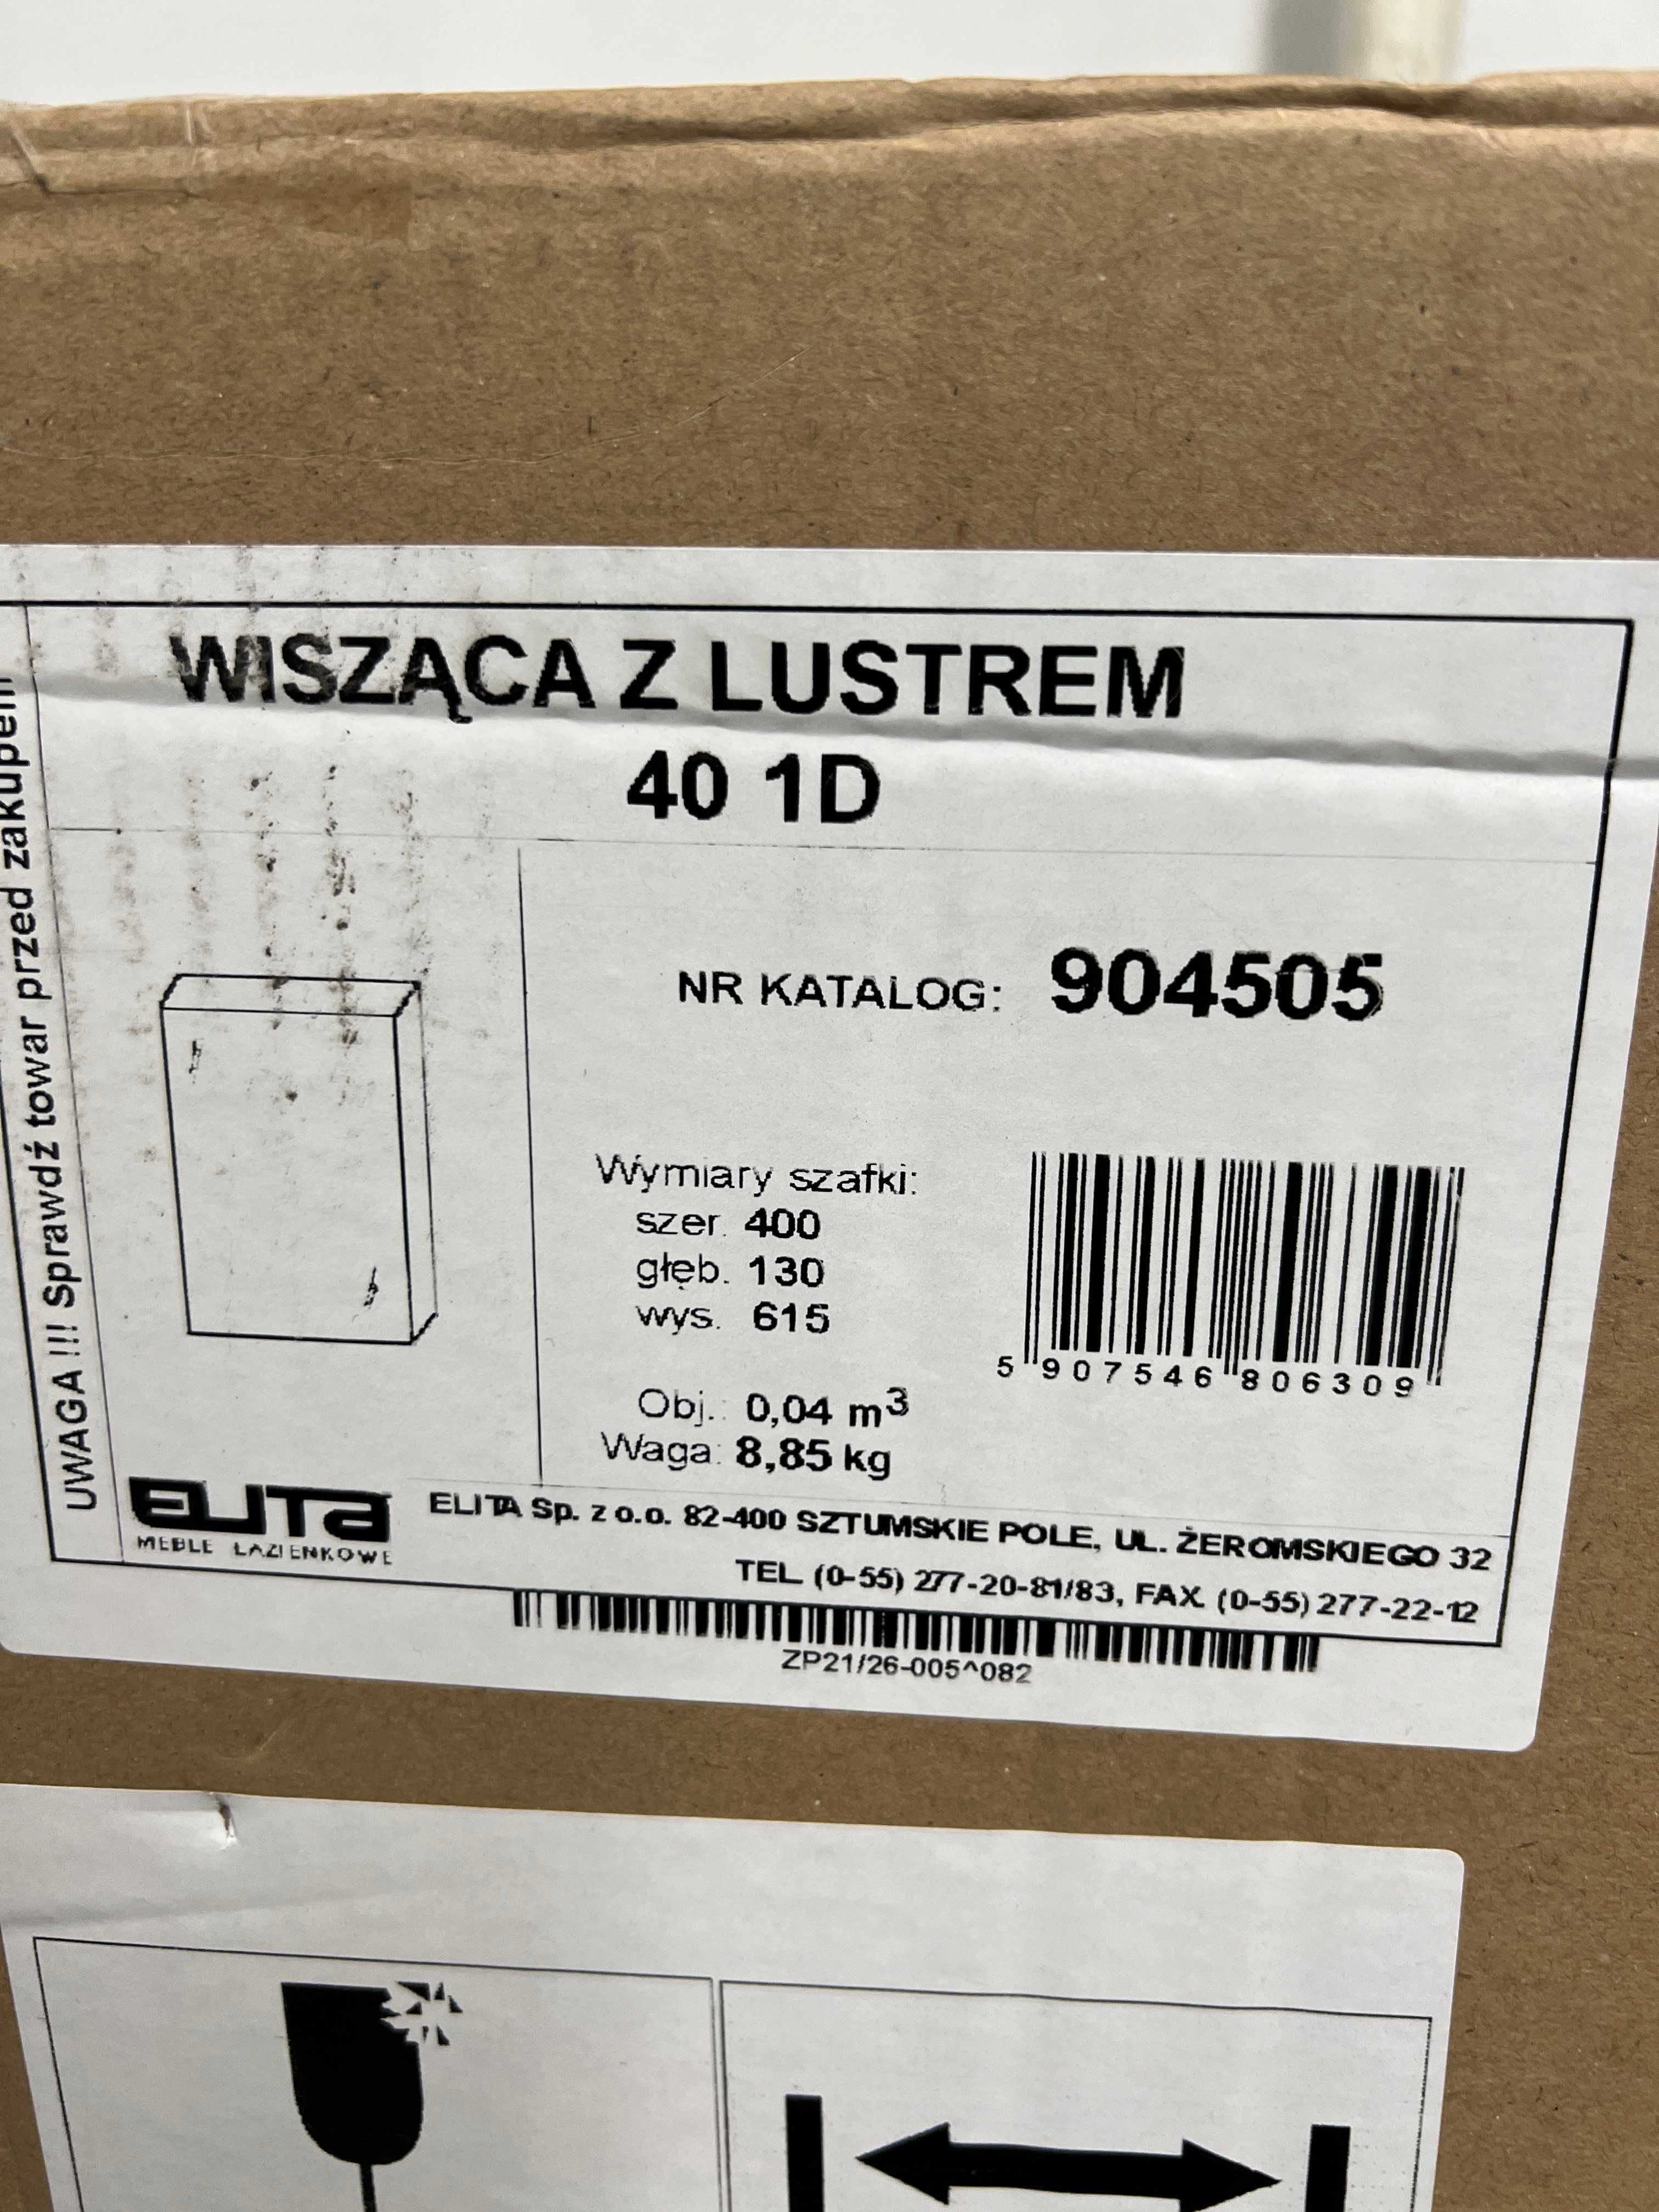 WISZĄCA Z LUSTREM
40 1D
UWAGA !!! Sprawdź towar przed
NR KATALOG: 904505
Wymiary szafki:
szer. 400
głęb. 130
wys. 615
Obj.: 0,04 m³
Waga: 8,85 kg
5 907546 806309
ELITA
MEBLE ŁAZIENKOWE
ELITA Sp. z o.o. 82-400 SZTUMSKIE POLE, UL. ŻEROMSKIEGO 32
TEL. (0-55) 277-20-81/83, FAX. (0-55) 277-22-12
ZP21/26-005^082